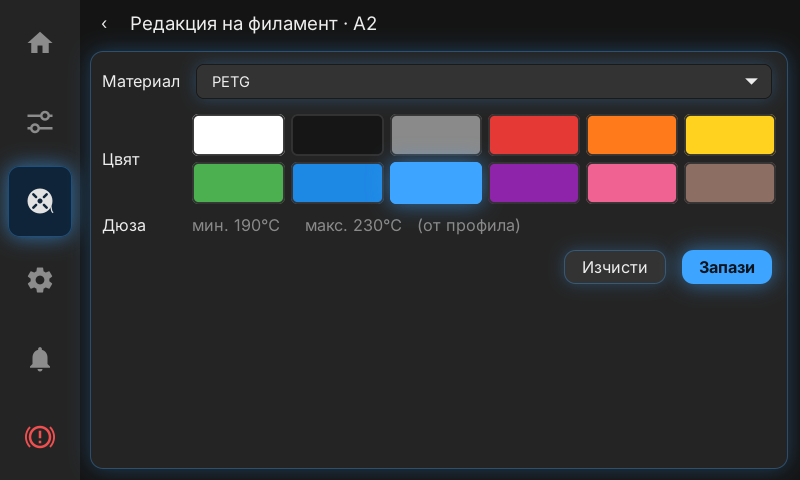 ‹ Редакция на филамент · A2
Материал PETG
Цвят
Дюза мин. 190°C макс. 230°C (от профила)
Изчисти Запази